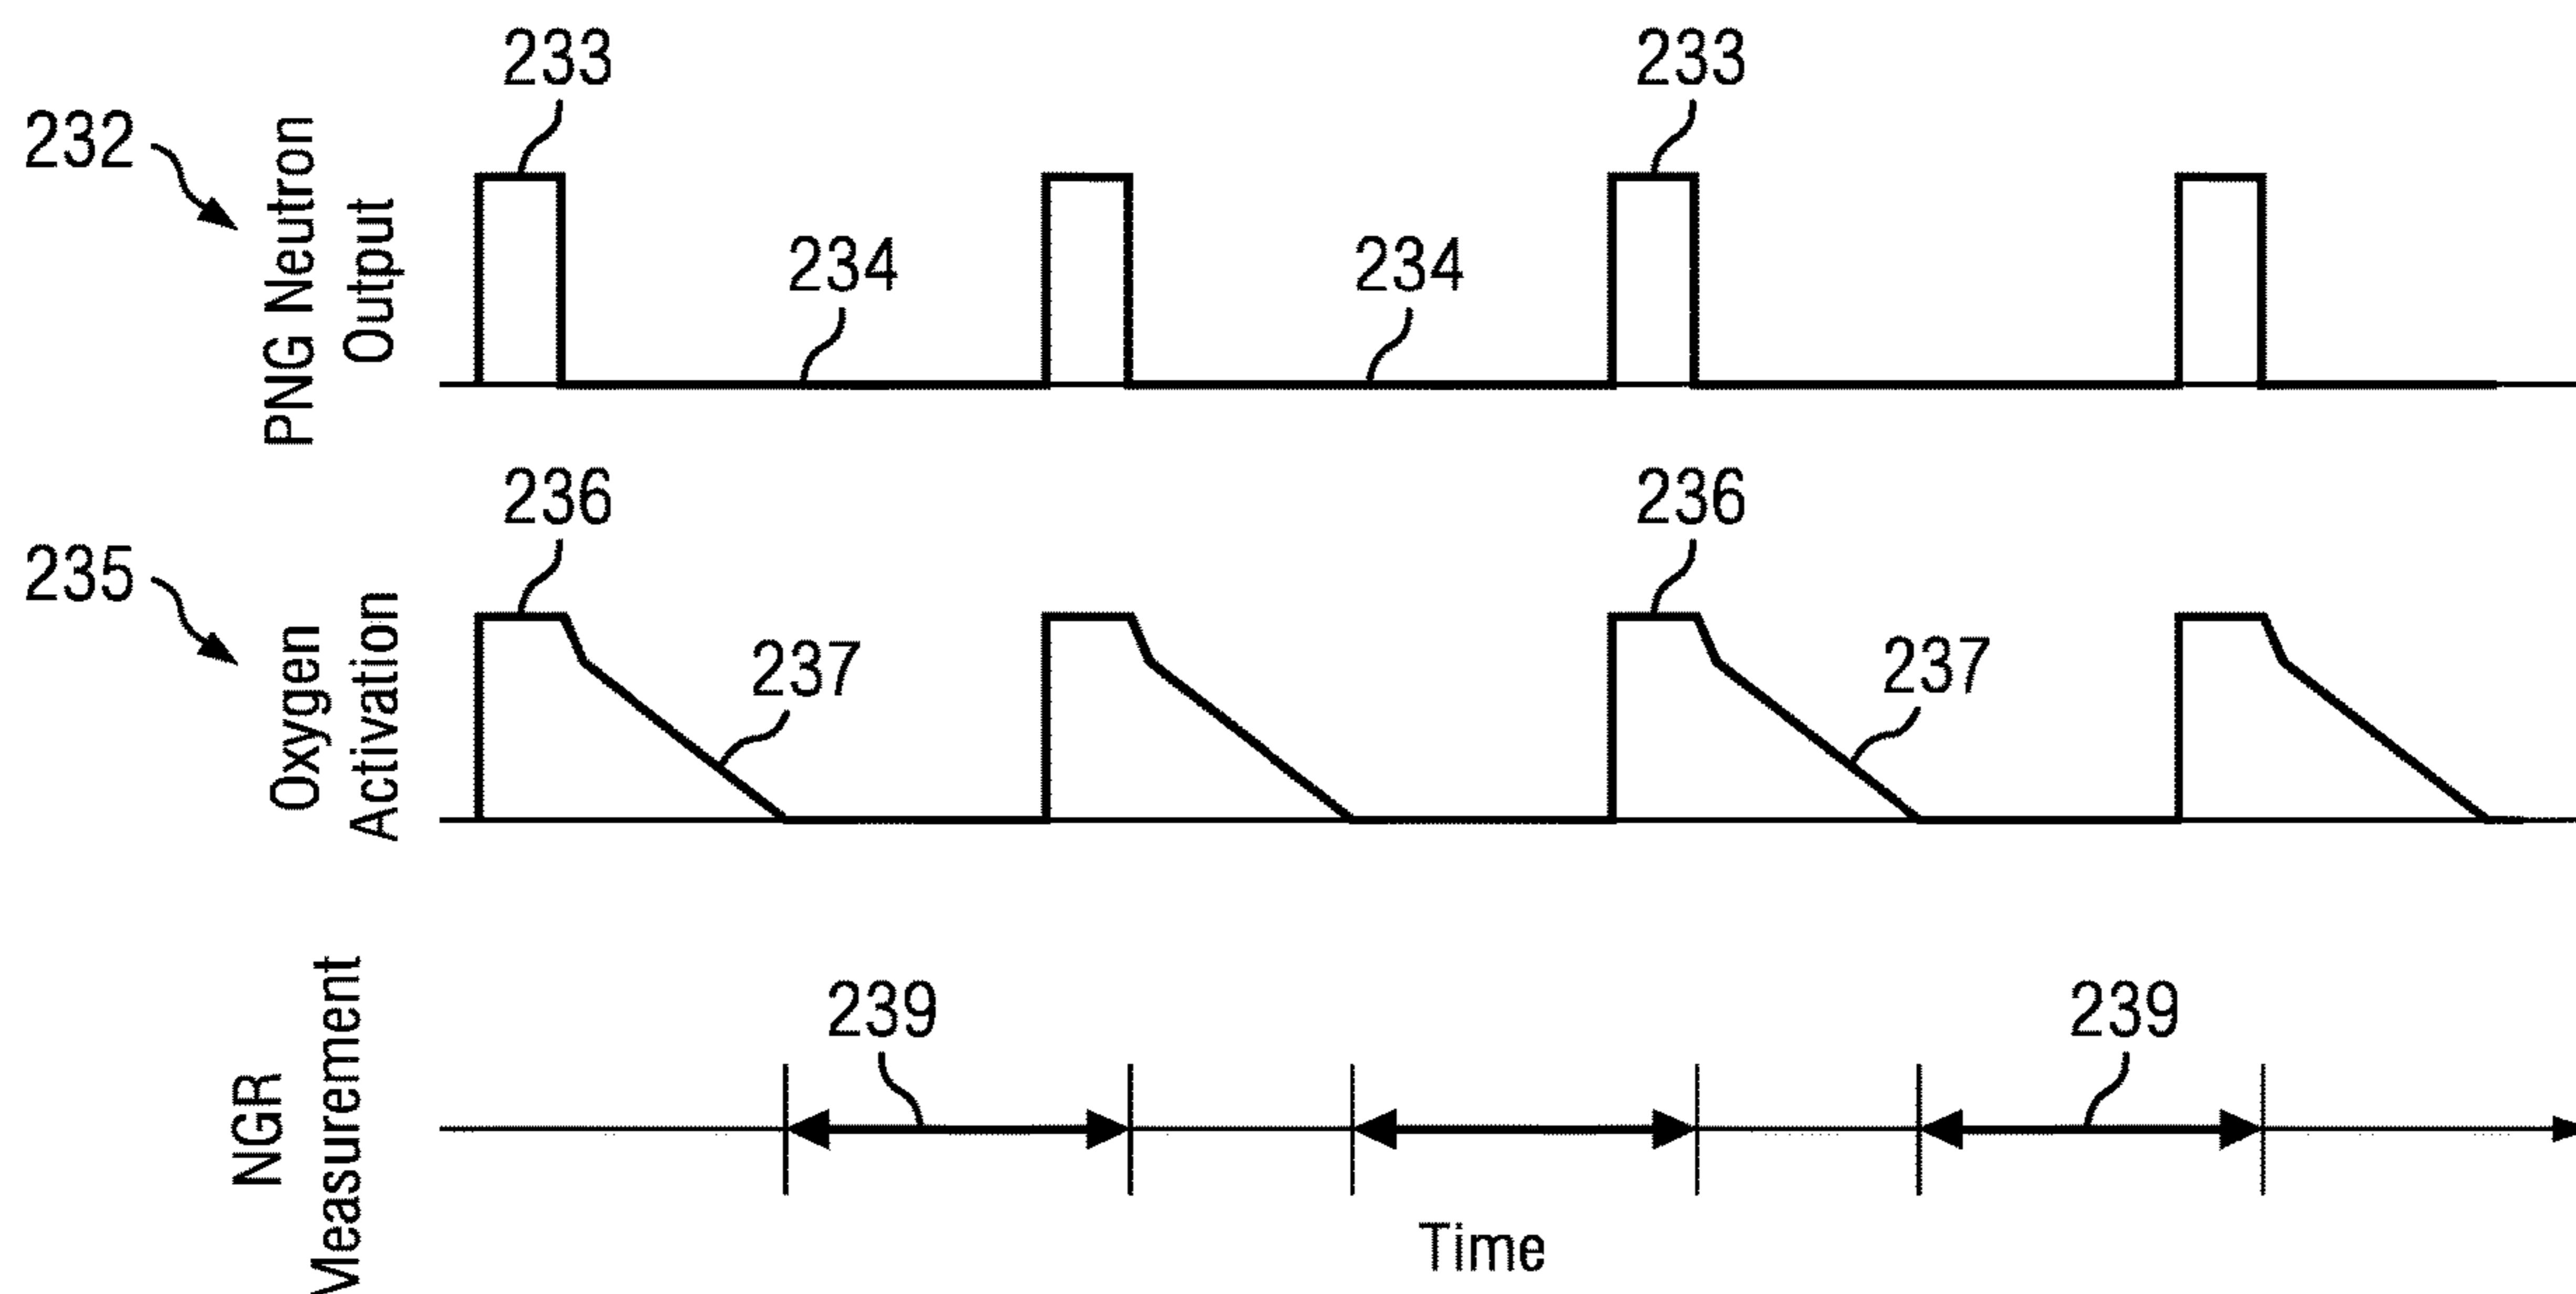 233
233
232
PNG Neutron
Output
234
234
236
236
235
Oxygen
Activation
237
237
239
239
NGR
Measurement
Time